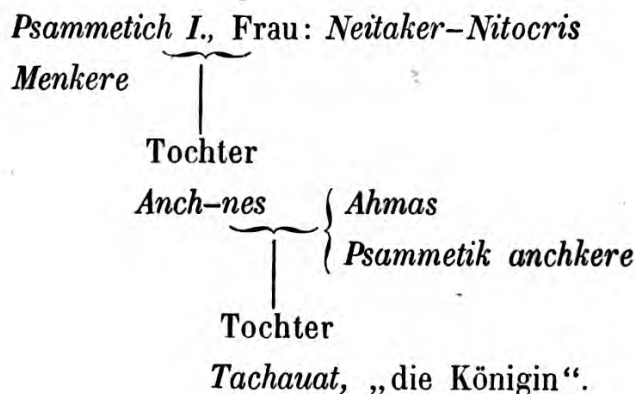 Psammetich I., Frau: Neitaker-Nitocris
Menkere
Tochter
Anch-nes { Ahmas
Psammetik anchkere
Tochter
Tachauat, „die Königin“.